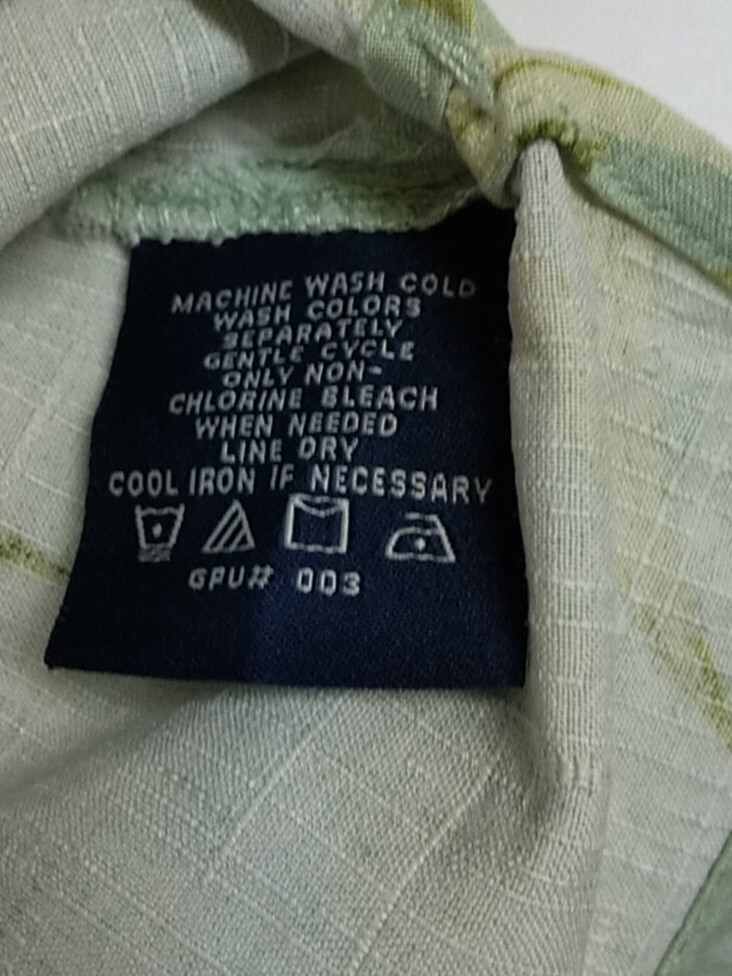 MACHINE WASH COLD
WASH COLORS
SEPARATELY
GENTLE CYCLE
ONLY NON-
CHLORINE BLEACH
WHEN NEEDED
LINE DRY
COOL IRON IF NECESSARY
GPU# 003